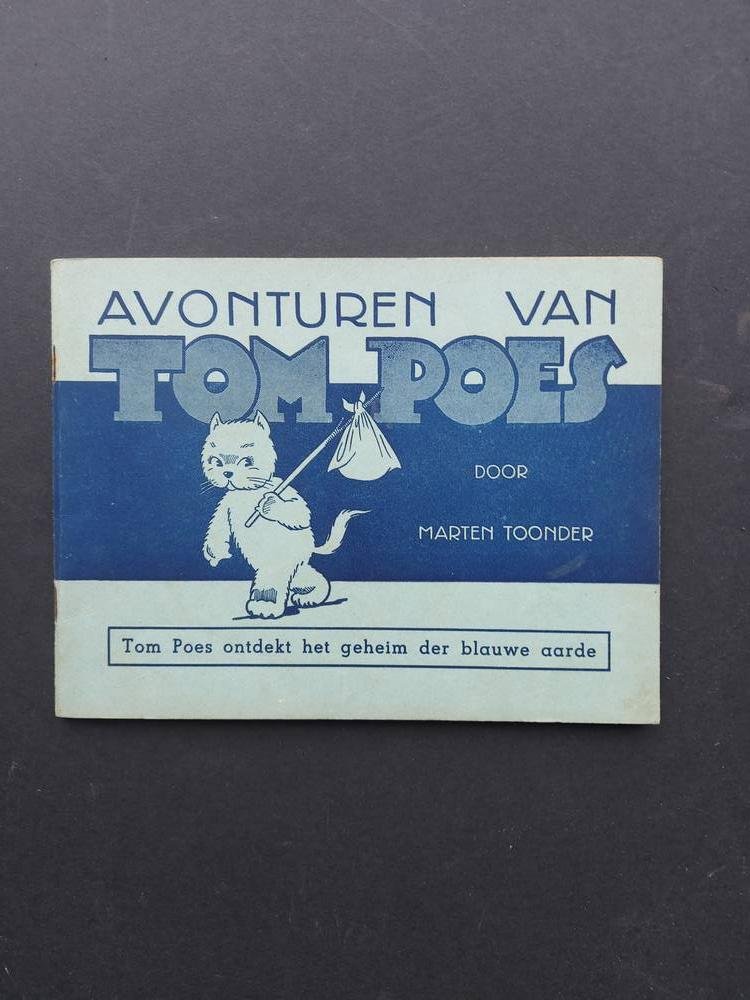 AVONTUREN VAN
TOM POES
DOOR
MARTEN TOONDER
Tom Poes ontdekt het geheim der blauwe aarde